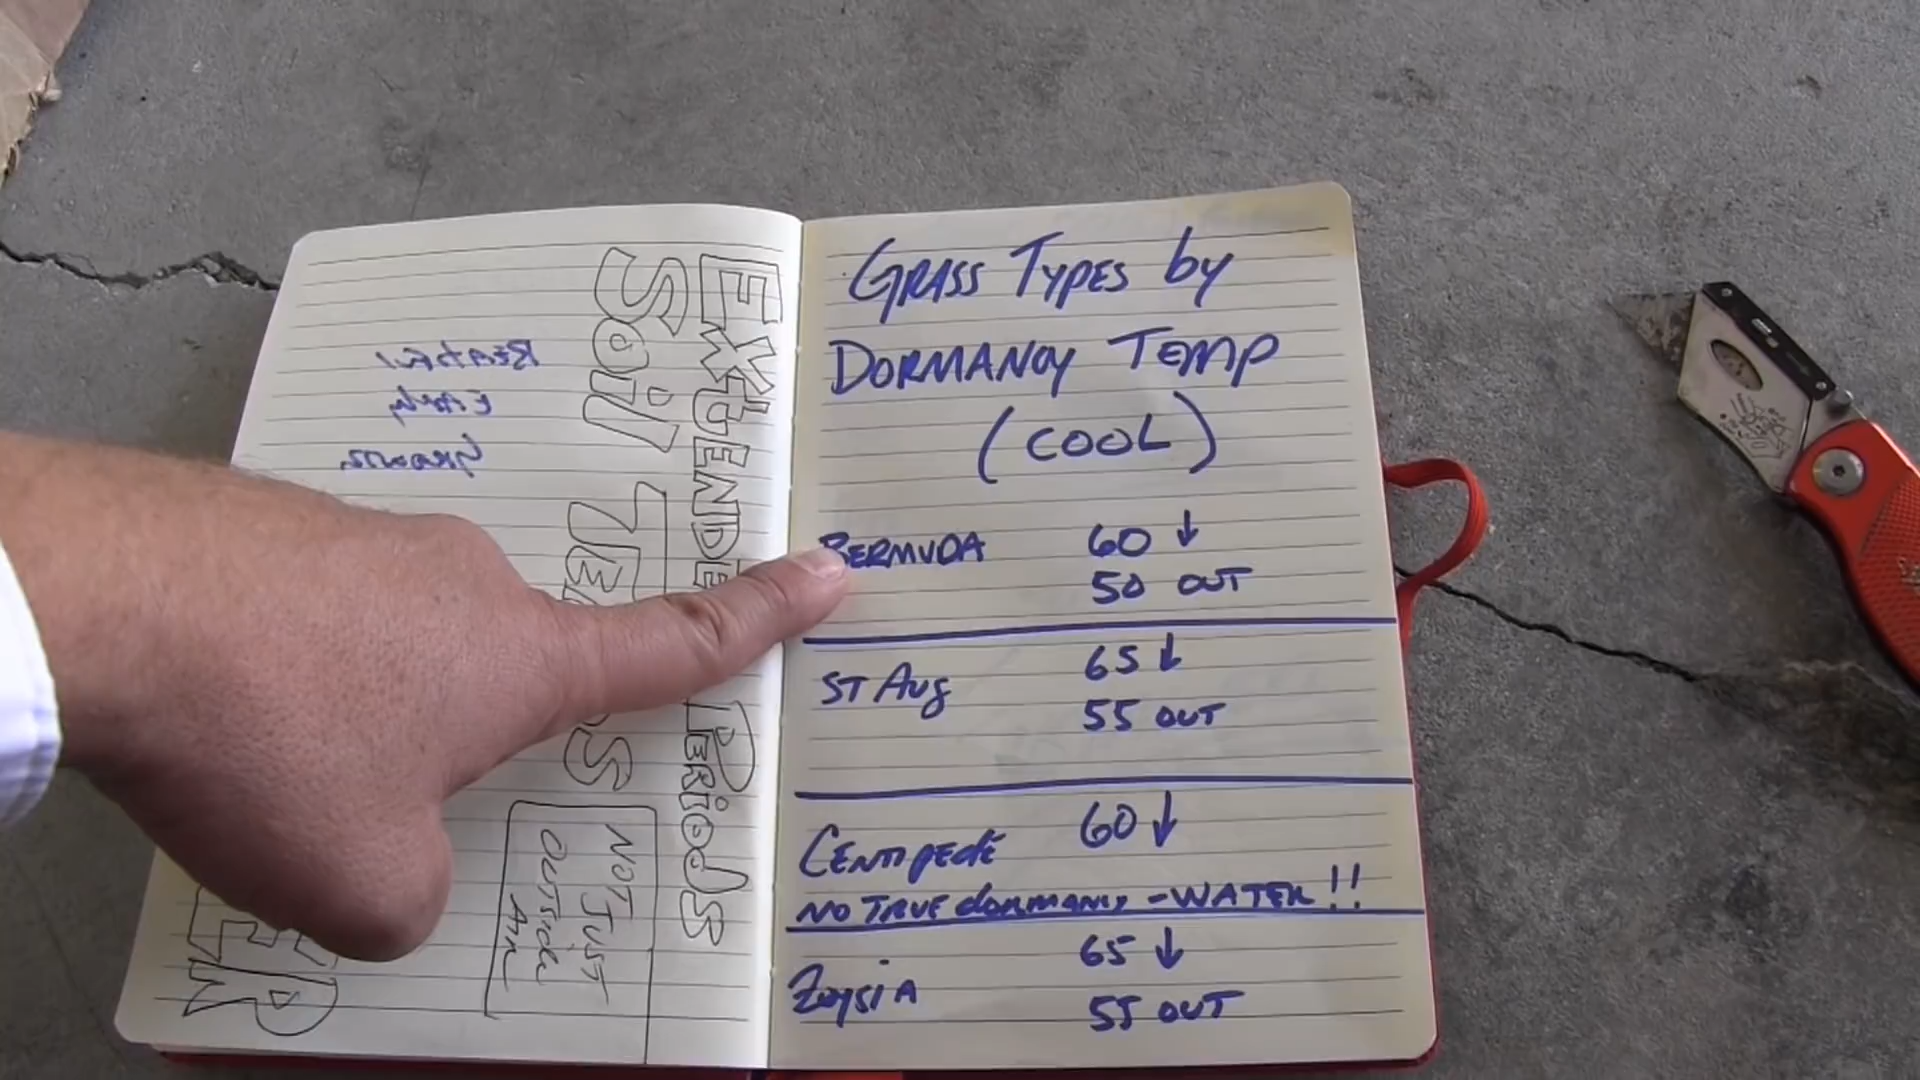 EXTENDED PERIODS
SOil TE
NOT JUST
OUTSIDE
AIR
GRASS TYPES by
DORMANCY TEMP
(COOL)
BERMUDA 60 ↓
50 OUT
ST Aug 65 ↓
55 OUT
CENTIPEDE 60 ↓
NO TRUE dORMANCY - WATER!!
Zoysia 65 ↓
55 OUT